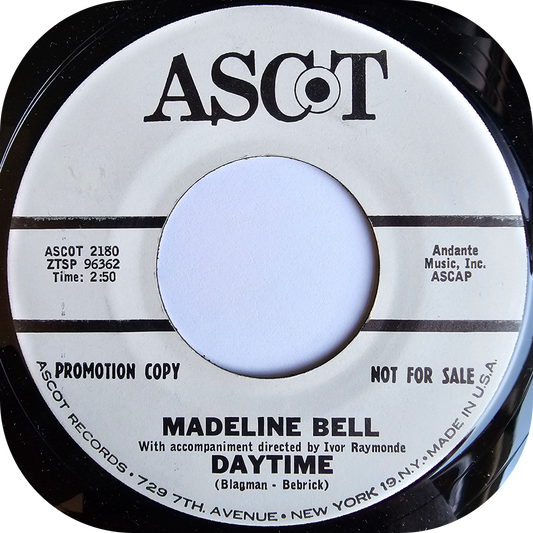 ASCOT
ASCOT 2180
ZTSP 96362
Time: 2:50
Andante
Music, Inc.
ASCAP
PROMOTION COPY
NOT FOR SALE
MADELINE BELL
With accompaniment directed by Ivor Raymonde
DAYTIME
(Blagman - Bebrick)
ASCOT RECORDS • 729 7TH. AVENUE • NEW YORK 19, N.Y. • MADE IN U.S.A.